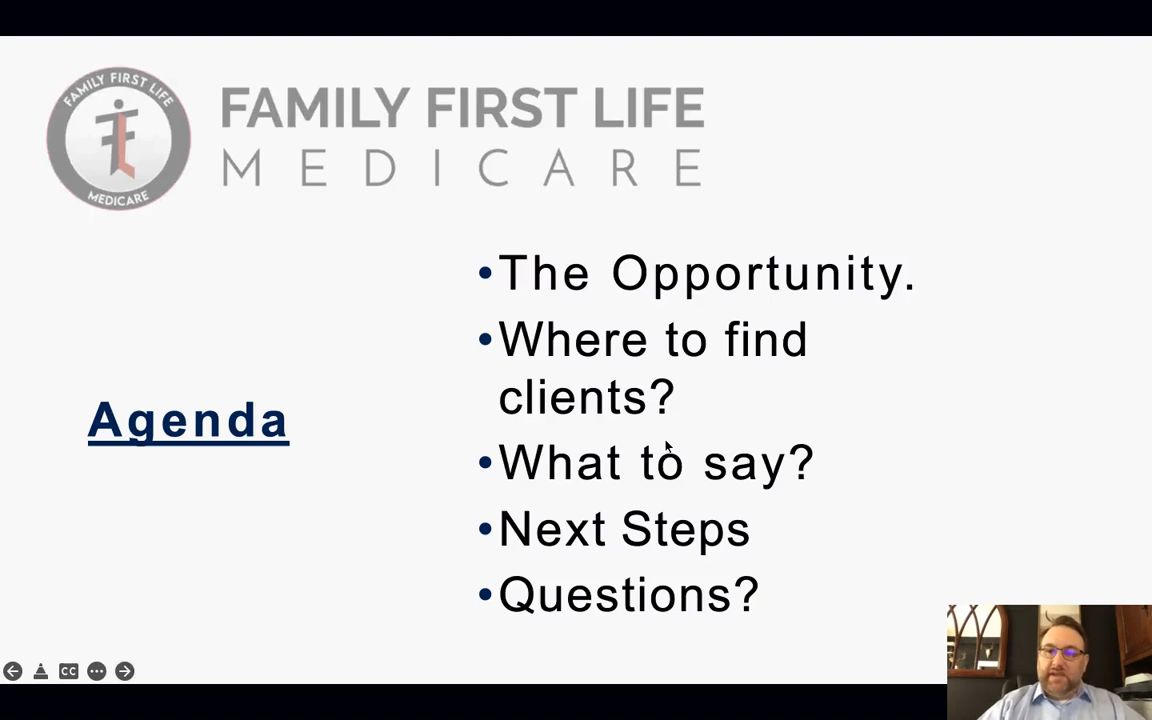 FAMILY FIRST LIFE
MEDICARE
FAMILY FIRST LIFE
MEDICARE
Agenda
•The Opportunity.
•Where to find
clients?
•What to say?
•Next Steps
•Questions?
CC